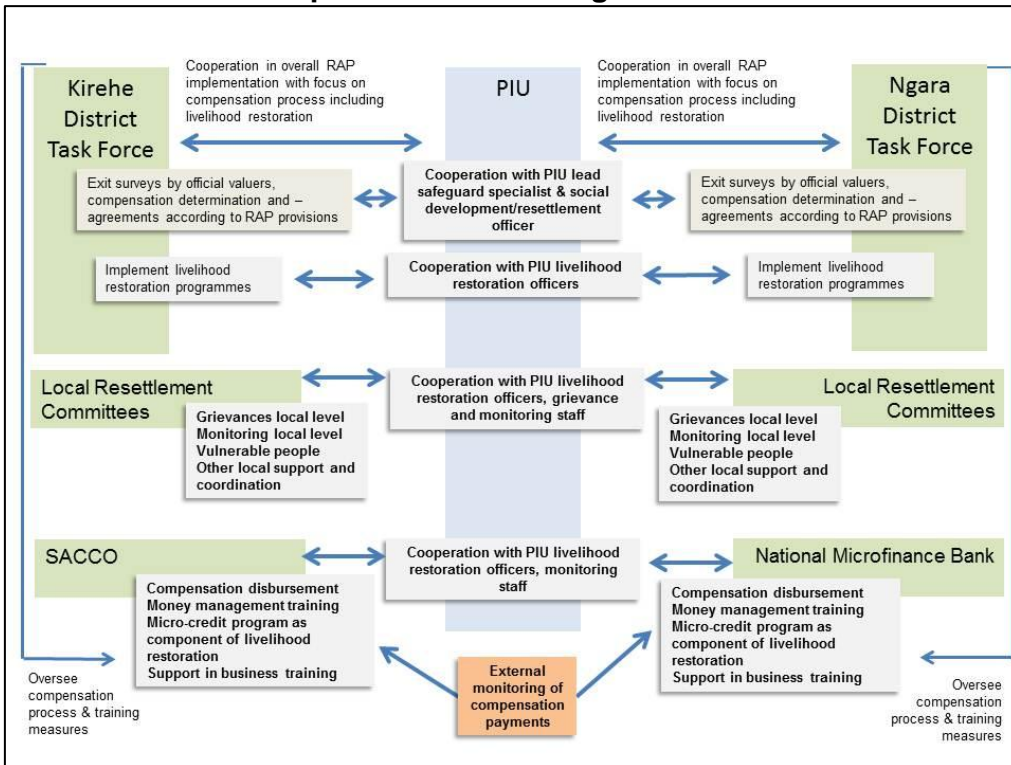 Kirehe
District
Task Force
Cooperation in overall RAP
implementation with focus on
compensation process including
livelihood restoration
PIU
Cooperation in overall RAP
implementation with focus on
compensation process including
livelihood restoration
Ngara
District
Task Force
Exit surveys by official valuers,
compensation determination and –
agreements according to RAP provisions
Cooperation with PIU lead
safeguard specialist & social
development/resettlement
officer
Exit surveys by official valuers,
compensation determination and –
agreements according to RAP provisions
Implement livelihood
restoration programmes
Cooperation with PIU livelihood
restoration officers
Implement livelihood
restoration programmes
Local Resettlement
Committees
Cooperation with PIU livelihood
restoration officers, grievance
and monitoring staff
Local Resettlement
Committees
Grievances local level
Monitoring local level
Vulnerable people
Other local support and
coordination
Grievances local level
Monitoring local level
Vulnerable people
Other local support and
coordination
SACCO
Cooperation with PIU livelihood
restoration officers, monitoring
staff
National Microfinance Bank
Compensation disbursement
Money management training
Micro-credit program as
component of livelihood
restoration
Support in business training
Compensation disbursement
Money management training
Micro-credit program as
component of livelihood
restoration
Support in business training
External
monitoring of
compensation
payments
Oversee
compensation
process & training
measures
Oversee
compensation
process & training
measures